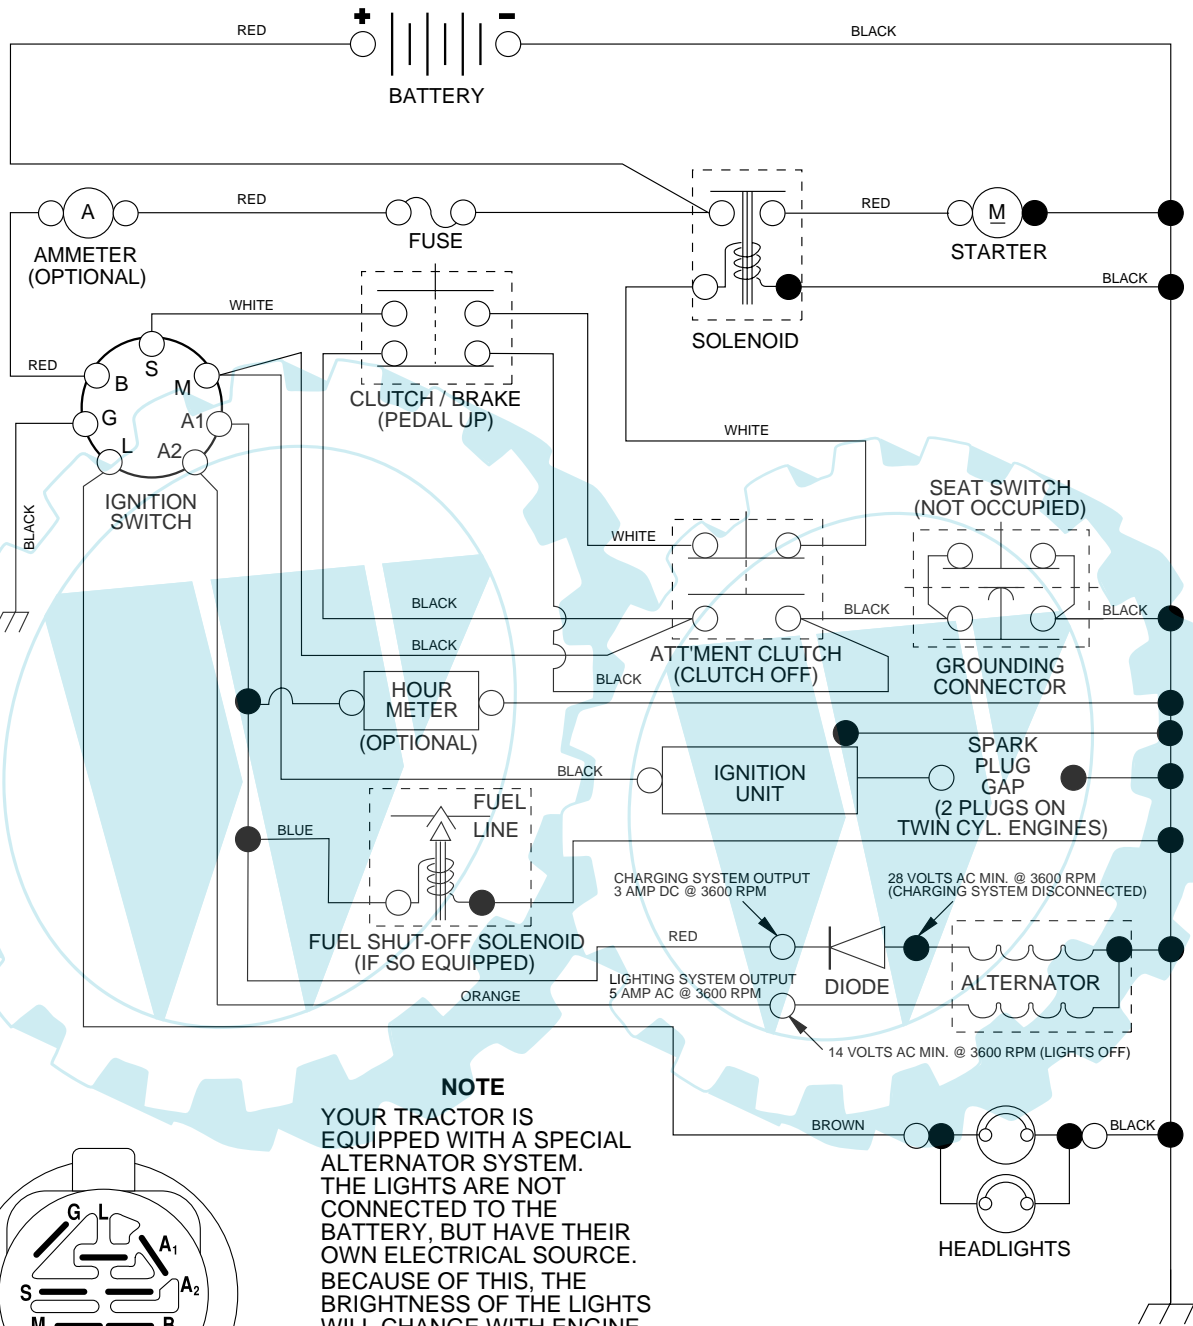 + −
RED
BLACK
BATTERY
RED
A
FUSE
RED
M
STARTER
AMMETER
(OPTIONAL)
BLACK
SOLENOID
WHITE
RED
S
B
M
G
A1
L
A2
CLUTCH / BRAKE
(PEDAL UP)
IGNITION
SWITCH
BLACK
WHITE
WHITE
SEAT SWITCH
(NOT OCCUPIED)
BLACK
BLACK
BLACK
BLACK
ATT'MENT CLUTCH
(CLUTCH OFF)
BLACK
GROUNDING
CONNECTOR
HOUR
METER
(OPTIONAL)
BLACK
IGNITION
UNIT
SPARK
PLUG
GAP
(2 PLUGS ON
TWIN CYL. ENGINES)
FUEL
LINE
BLUE
FUEL SHUT-OFF SOLENOID
(IF SO EQUIPPED)
CHARGING SYSTEM OUTPUT
3 AMP DC @ 3600 RPM
28 VOLTS AC MIN. @ 3600 RPM
(CHARGING SYSTEM DISCONNECTED)
RED
DIODE
ALTERNATOR
LIGHTING SYSTEM OUTPUT
5 AMP AC @ 3600 RPM
ORANGE
14 VOLTS AC MIN. @ 3600 RPM (LIGHTS OFF)
BROWN
BLACK
HEADLIGHTS
NOTE
YOUR TRACTOR IS
EQUIPPED WITH A SPECIAL
ALTERNATOR SYSTEM.
THE LIGHTS ARE NOT
CONNECTED TO THE
BATTERY, BUT HAVE THEIR
OWN ELECTRICAL SOURCE.
BECAUSE OF THIS, THE
BRIGHTNESS OF THE LIGHTS
WILL CHANGE WITH ENGINE
G L
A1
A2
S
M B